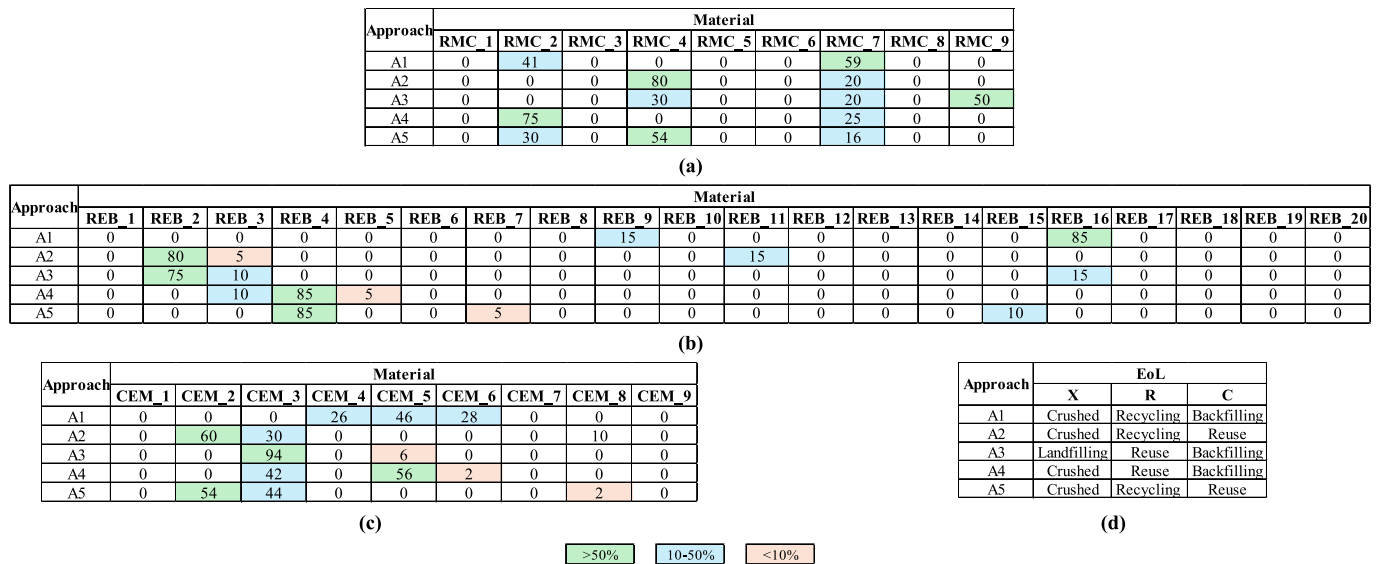 Approach Material
RMC_1 RMC_2 RMC_3 RMC_4 RMC_5 RMC_6 RMC_7 RMC_8 RMC_9
A1 0 41 0 0 0 0 59 0 0
A2 0 0 0 80 0 0 20 0 0
A3 0 0 0 30 0 0 20 0 50
A4 0 75 0 0 0 0 25 0 0
A5 0 30 0 54 0 0 16 0 0
(a)
Approach Material
REB_1 REB_2 REB_3 REB_4 REB_5 REB_6 REB_7 REB_8 REB_9 REB_10 REB_11 REB_12 REB_13 REB_14 REB_15 REB_16 REB_17 REB_18 REB_19 REB_20
A1 0 0 0 0 0 0 0 0 15 0 0 0 0 0 0 85 0 0 0 0
A2 0 80 5 0 0 0 0 0 0 0 15 0 0 0 0 0 0 0 0 0
A3 0 75 10 0 0 0 0 0 0 0 0 0 0 0 0 15 0 0 0 0
A4 0 0 10 85 5 0 0 0 0 0 0 0 0 0 0 0 0 0 0 0
A5 0 0 0 85 0 0 5 0 0 0 0 0 0 0 10 0 0 0 0 0
(b)
Approach Material
CEM_1 CEM_2 CEM_3 CEM_4 CEM_5 CEM_6 CEM_7 CEM_8 CEM_9
A1 0 0 0 26 46 28 0 0 0
A2 0 60 30 0 0 0 0 10 0
A3 0 0 94 0 6 0 0 0 0
A4 0 0 42 0 56 2 0 0 0
A5 0 54 44 0 0 0 0 2 0
(c)
Approach EoL
X R C
A1 Crushed Recycling Backfilling
A2 Crushed Recycling Reuse
A3 Landfilling Reuse Backfilling
A4 Crushed Reuse Backfilling
A5 Crushed Recycling Reuse
(d)
>50% 10-50% <10%